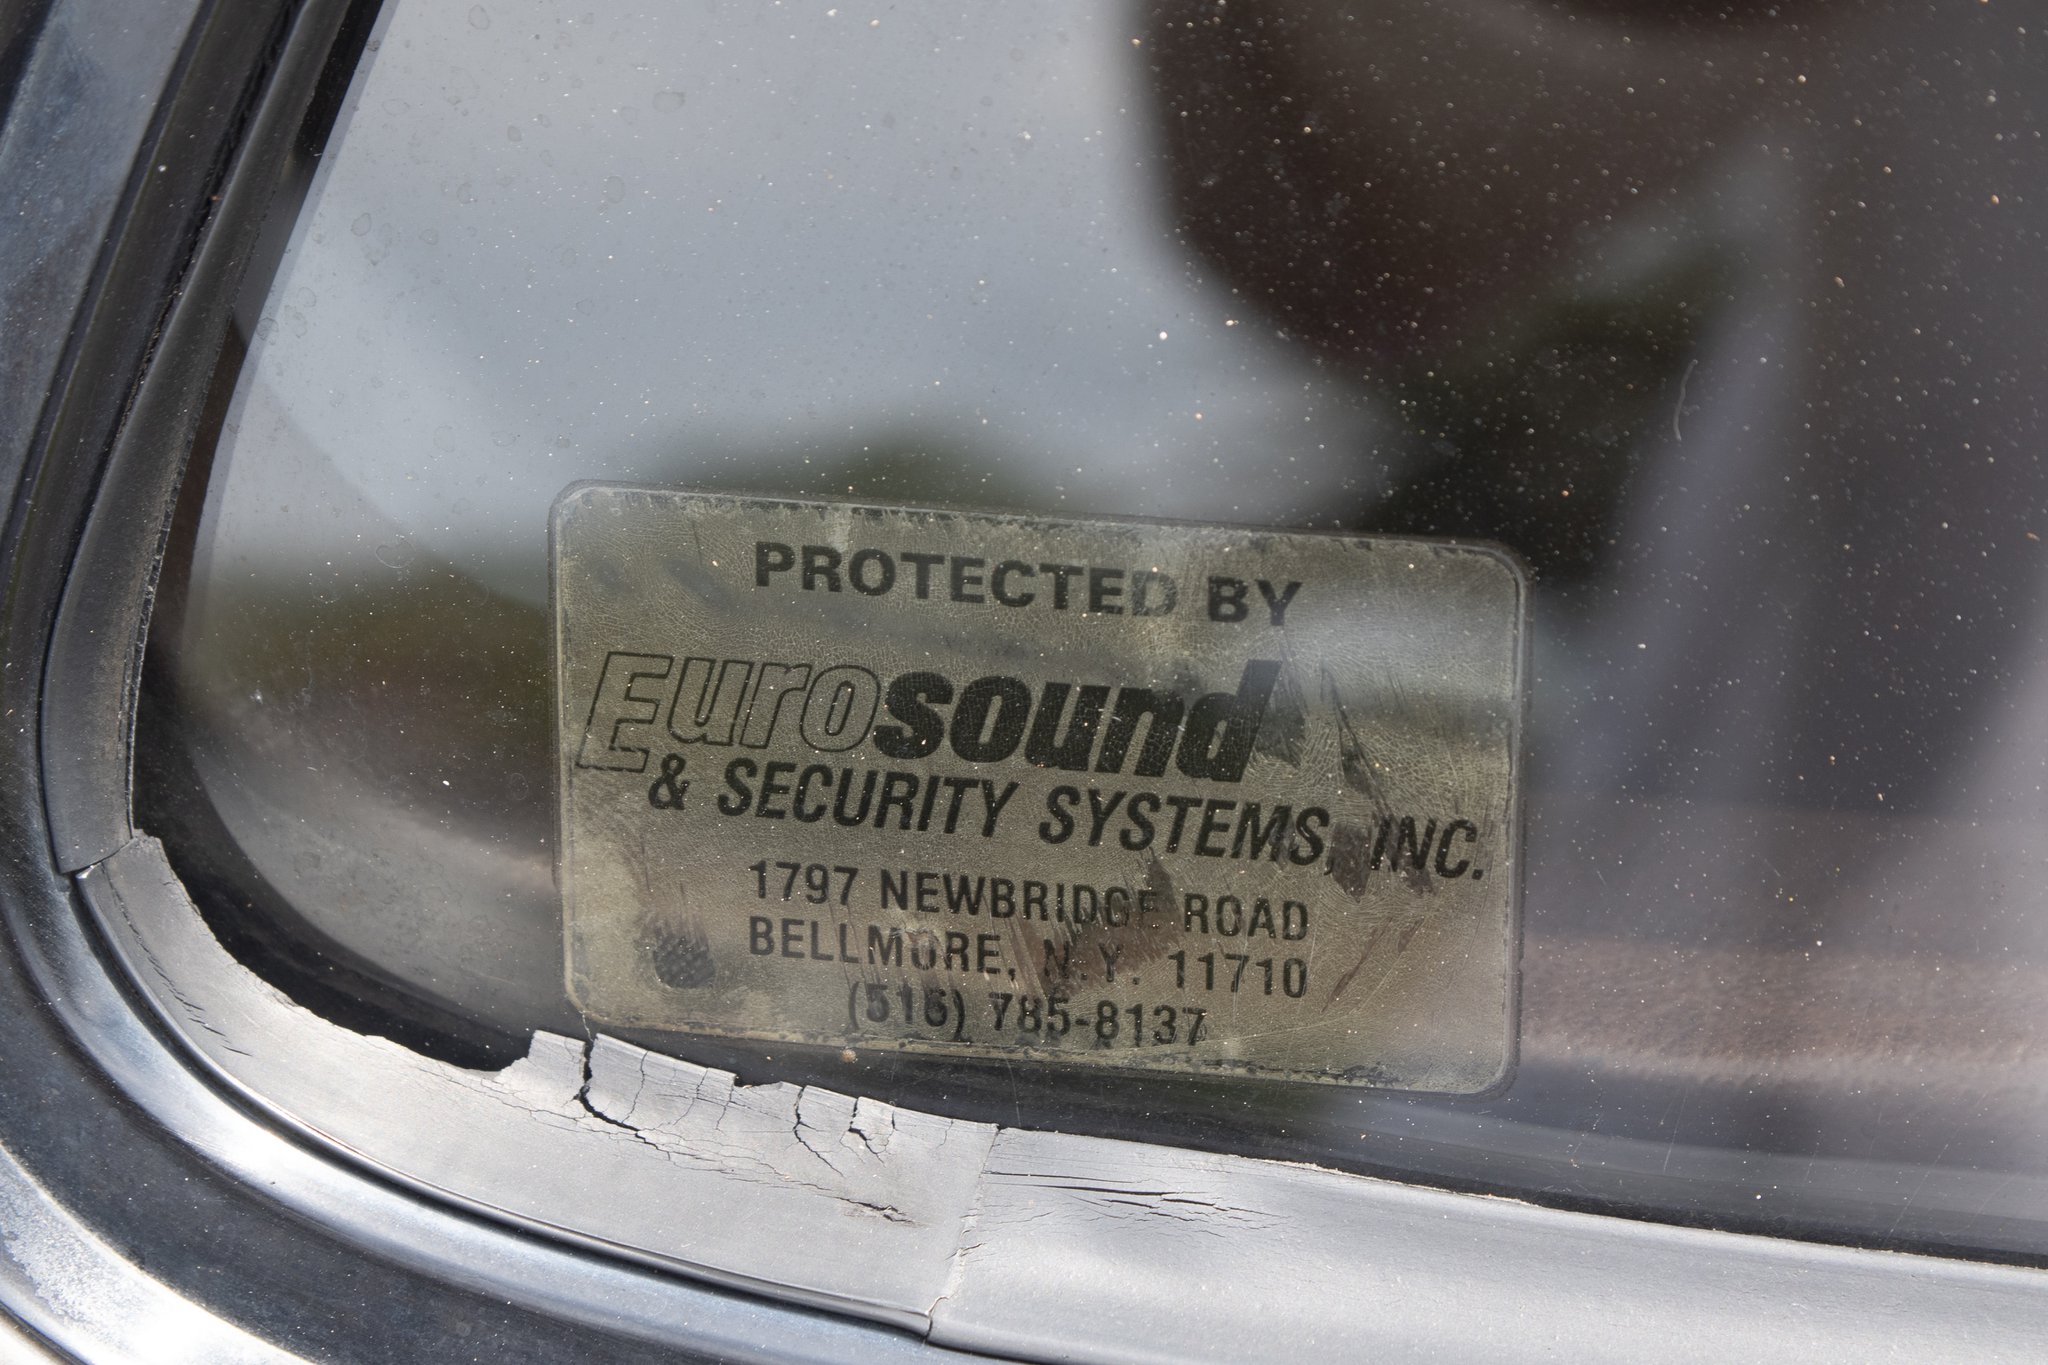 PROTECTED BY
Eurosound
& SECURITY SYSTEMS, INC.
1797 NEWBRIDGE ROAD
BELLMORE, N.Y. 11710
(516) 785-8137